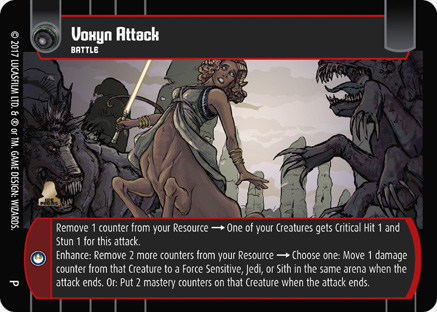 Voxyn Attack
BATTLE
© 2017 LUCASFILM LTD. & ® or TM. GAME DESIGN: WIZARDS.
P
Remove 1 counter from your Resource → One of your Creatures gets Critical Hit 1 and
Stun 1 for this attack.
Enhance: Remove 2 more counters from your Resource → Choose one: Move 1 damage
counter from that Creature to a Force Sensitive, Jedi, or Sith in the same arena when the
attack ends. Or: Put 2 mastery counters on that Creature when the attack ends.